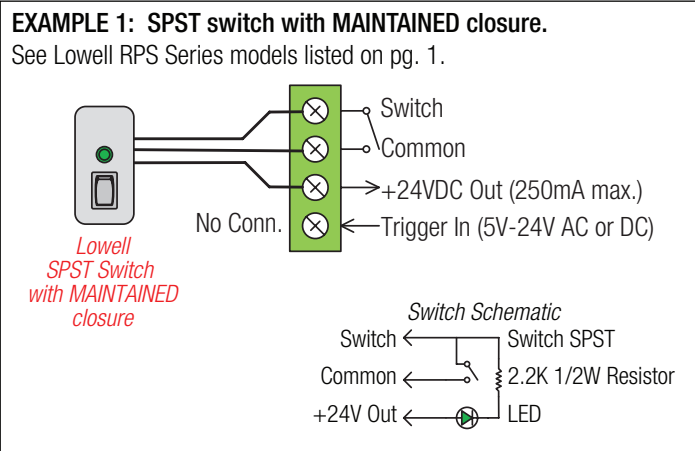 EXAMPLE 1: SPST switch with MAINTAINED closure.
See Lowell RPS Series models listed on pg. 1.
Switch
Common
+24VDC Out (250mA max.)
No Conn.
Trigger In (5V-24V AC or DC)
Lowell
SPST Switch
with MAINTAINED
closure
Switch Schematic
Switch
Switch SPST
Common
2.2K 1/2W Resistor
+24V Out
LED